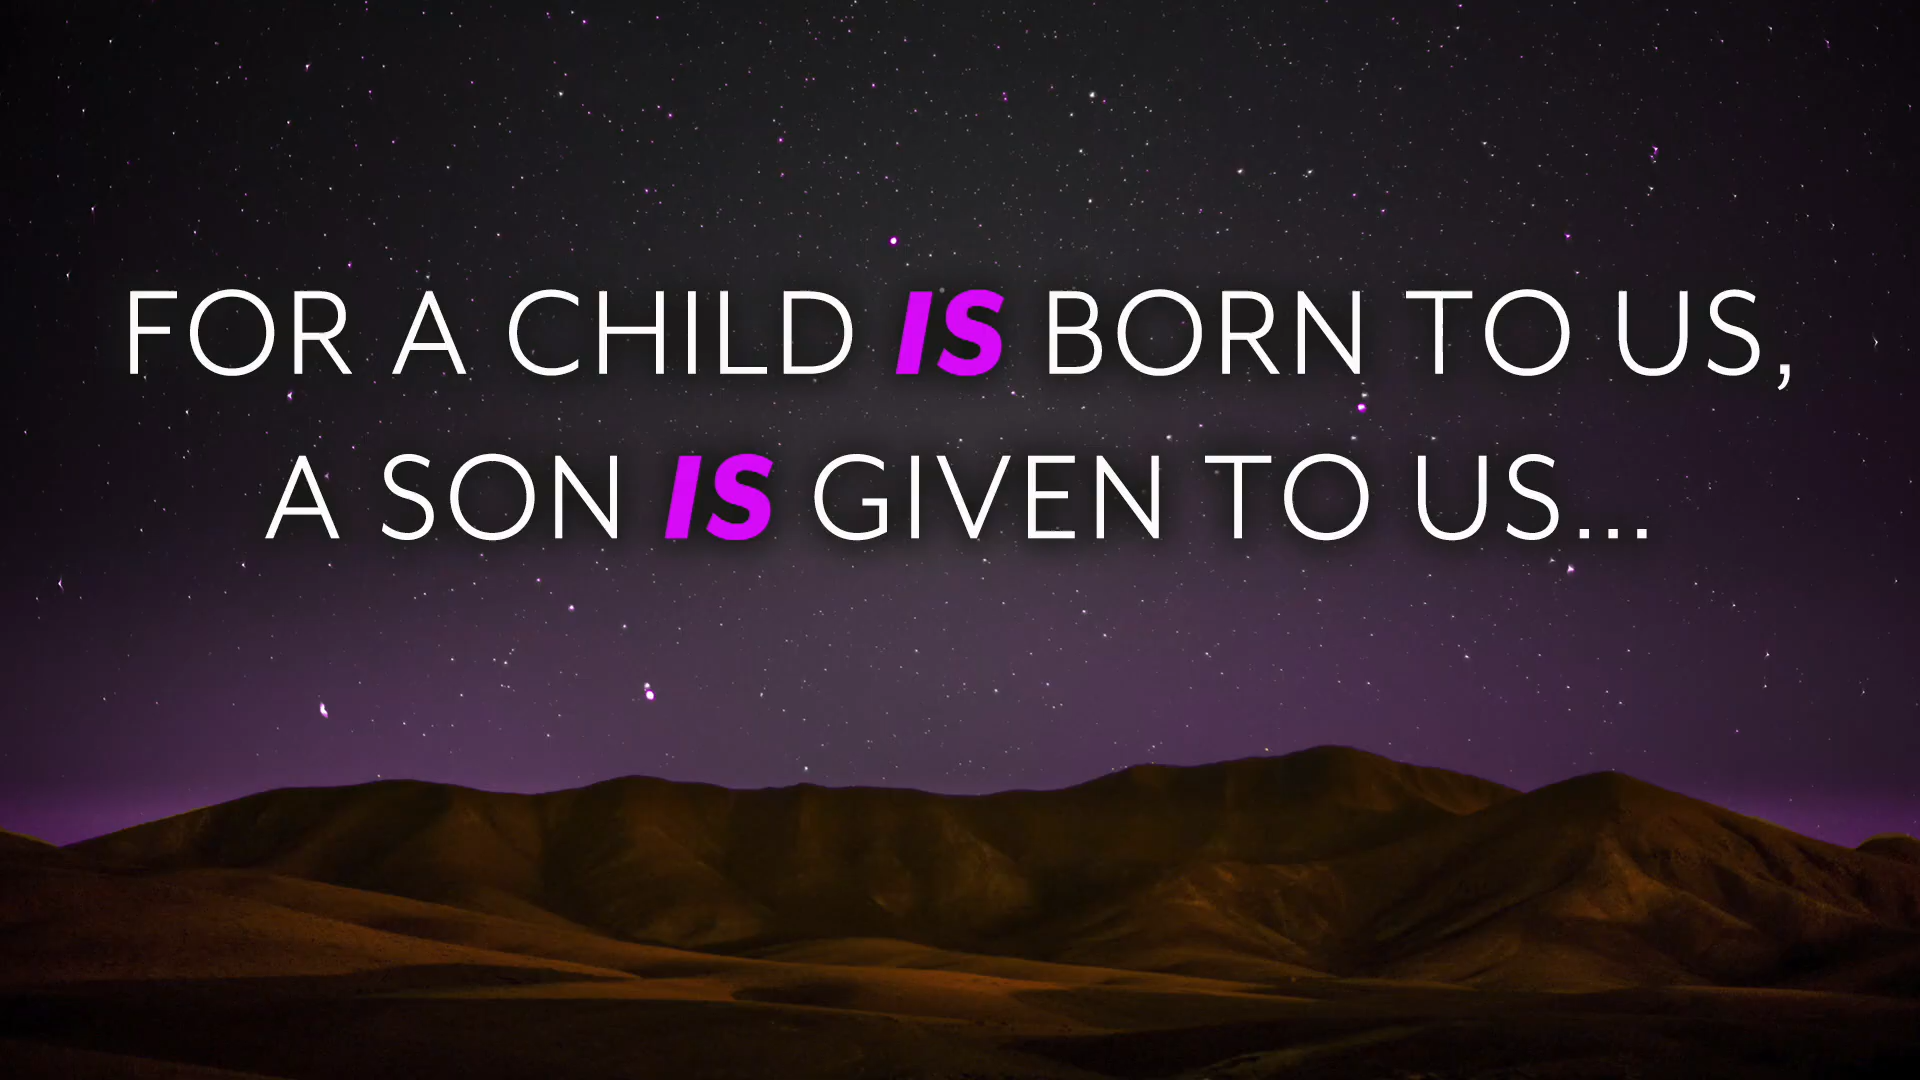 FOR A CHILD IS BORN TO US,
A SON IS GIVEN TO US...